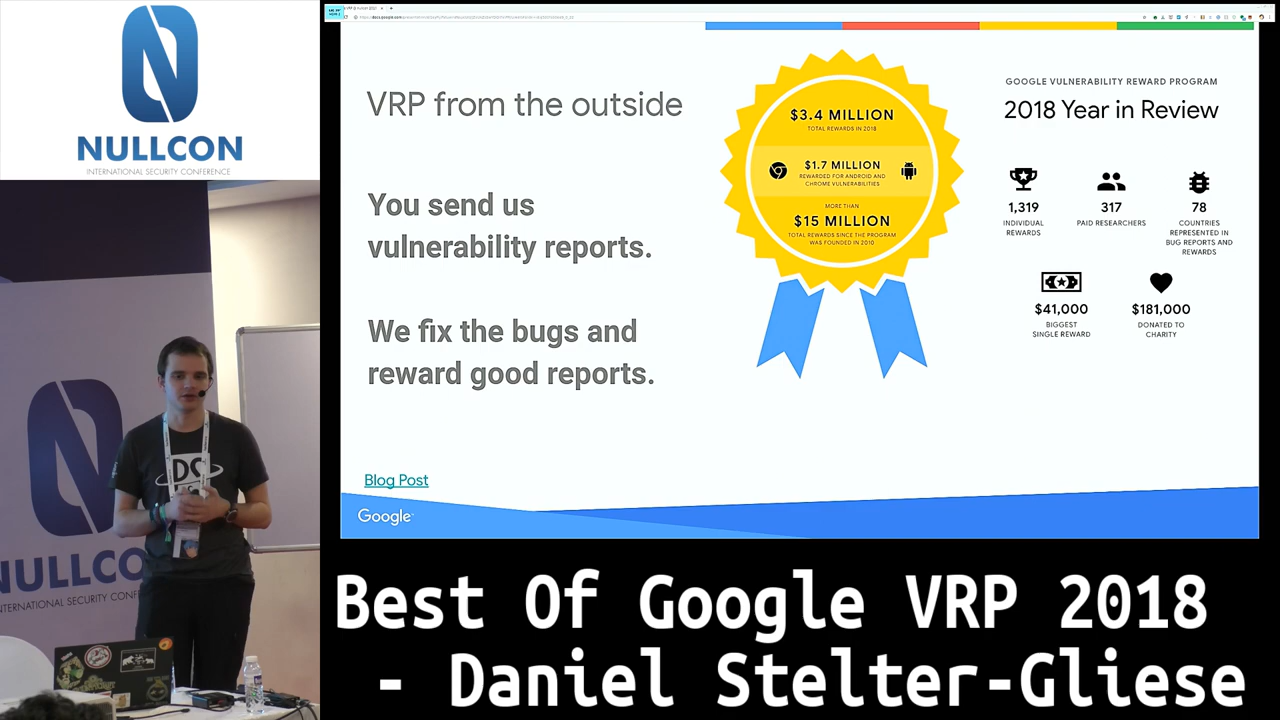 NULLCON
INTERNATIONAL SECURITY CONFERENCE
VRP from the outside
You send us
vulnerability reports.
We fix the bugs and
reward good reports.
Blog Post
Google
$3.4 MILLION
TOTAL REWARDS IN 2018
$1.7 MILLION
REWARDED FOR ANDROID AND
CHROME VULNERABILITIES
MORE THAN
$15 MILLION
TOTAL REWARDS SINCE THE PROGRAM
WAS FOUNDED IN 2010
GOOGLE VULNERABILITY REWARD PROGRAM
2018 Year in Review
1,319
INDIVIDUAL
REWARDS
317
PAID RESEARCHERS
78
COUNTRIES
REPRESENTED IN
BUG REPORTS AND
REWARDS
$41,000
BIGGEST
SINGLE REWARD
$181,000
DONATED TO
CHARITY
DC
NULLCO
INTERNATIONAL SECURITY
Best Of Google VRP 2018
- Daniel Stelter-Gliese